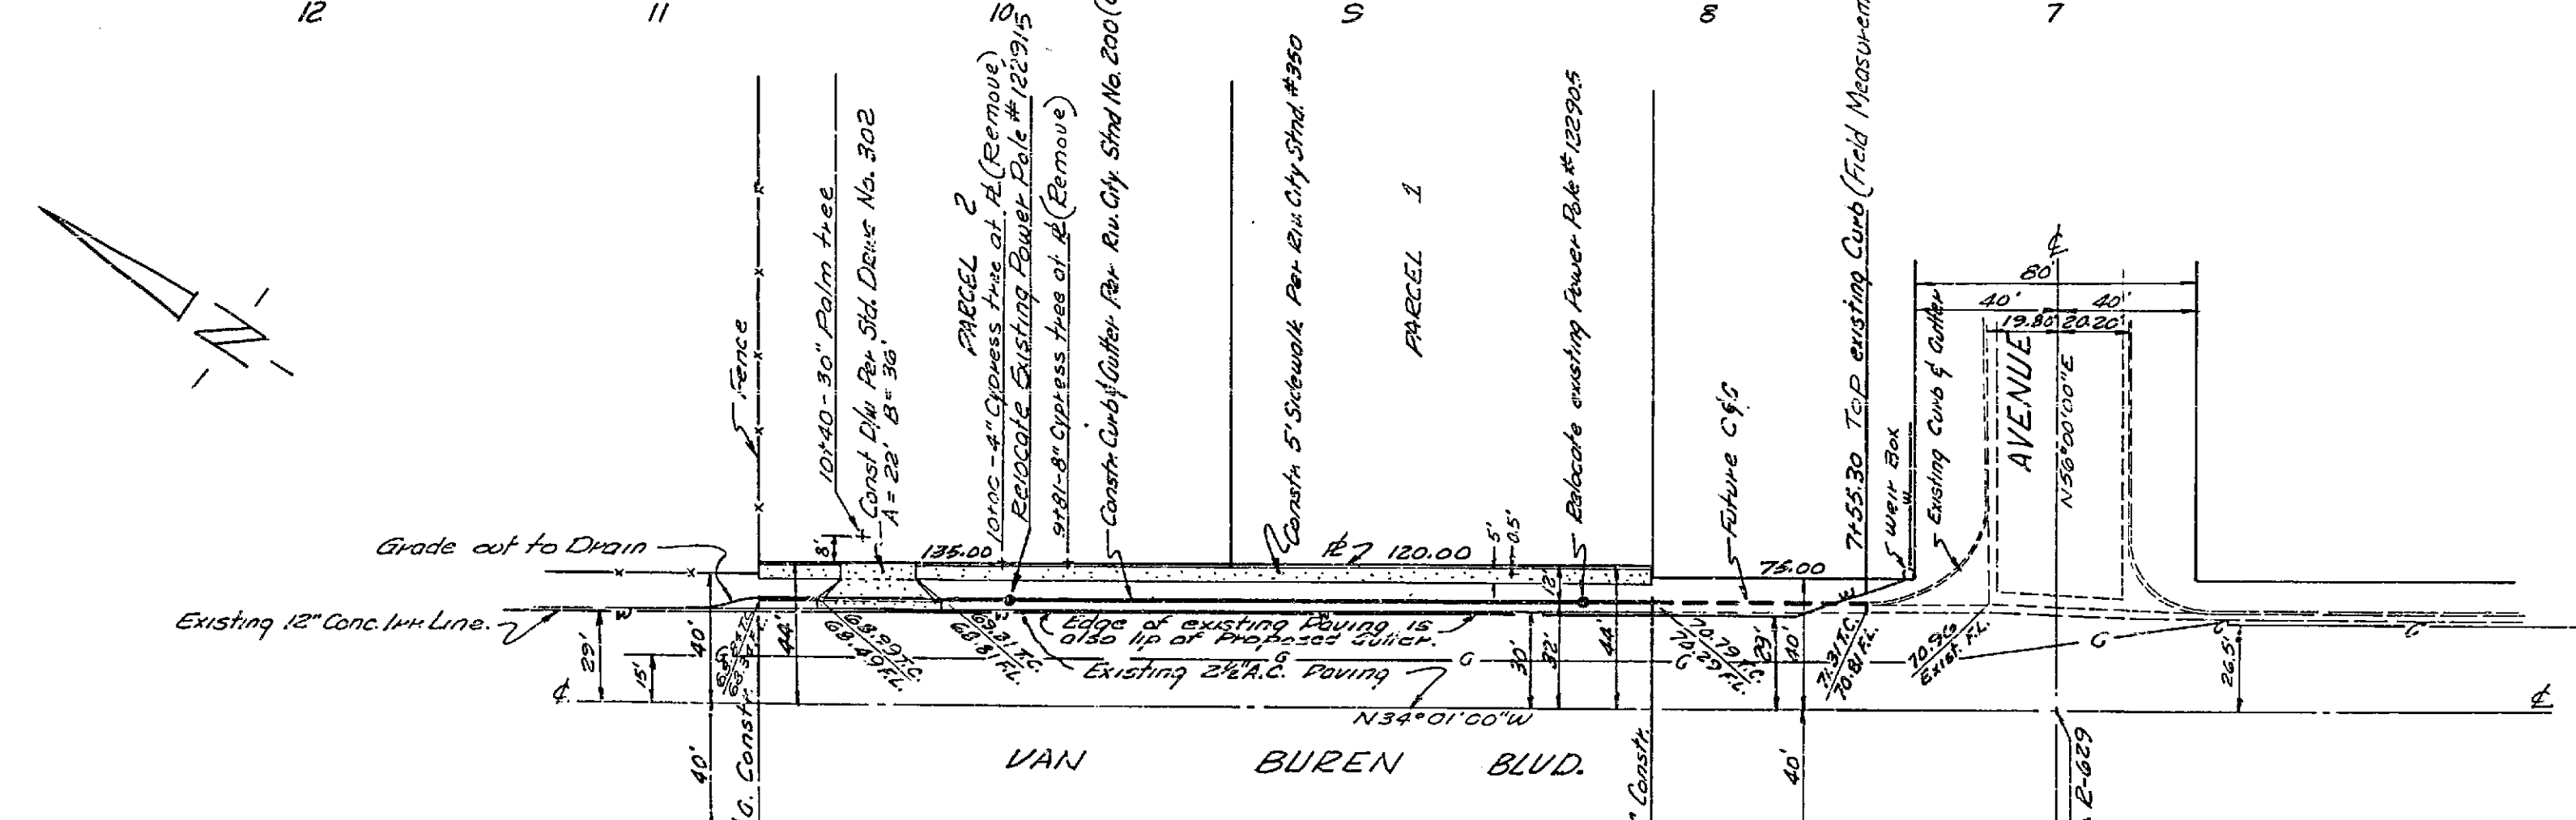 12
11
10
9
8
7
Fence
10+40-30" Palm tree
Const D/W Per Std. DRWG No. 302
A = 22' B = 36'
PARCEL 2
10+00-4" Cypress tree at PL (Remove)
Relocate Existing Power Pole #122915
9+81-8" Cypress tree at PL (Remove)
Constr. Curb & Gutter Per Riv. City. Stnd No. 200
Constr. 5' Sidewalk Per Riv. City Stnd. #350
PARCEL 1
Relocate existing Power Pole #122905
Future C & G
7+55.30 Top existing Curb (Field Measurem
Weir Box
Existing Curb & Gutter
AVENUE
N56°00'00"E
℄
80'
40'
40'
19.80
20.20'
N
Grade out to Drain
Existing 12" Conc. Irr. Line.
8'
135.00
PL
120.00
5'
0.5'
12'
75.00
29'
15'
40'
44'
68.99 T.C.
68.49 F.L.
69.31 T.C.
68.81 F.L.
Edge of existing Paving is
also lip of Proposed Gutter.
Existing 2½" A.C. Paving
30'
32'
44'
29'
40'
71.31 T.C.
70.81 F.L.
70.96
Exist. F.L.
26.5'
G
G
G
G
G
G
W
W
W
W
℄
℄
N34°01'00"W
VAN BUREN BLVD.
40'
G. Constr.
Constr.
40'
R-629